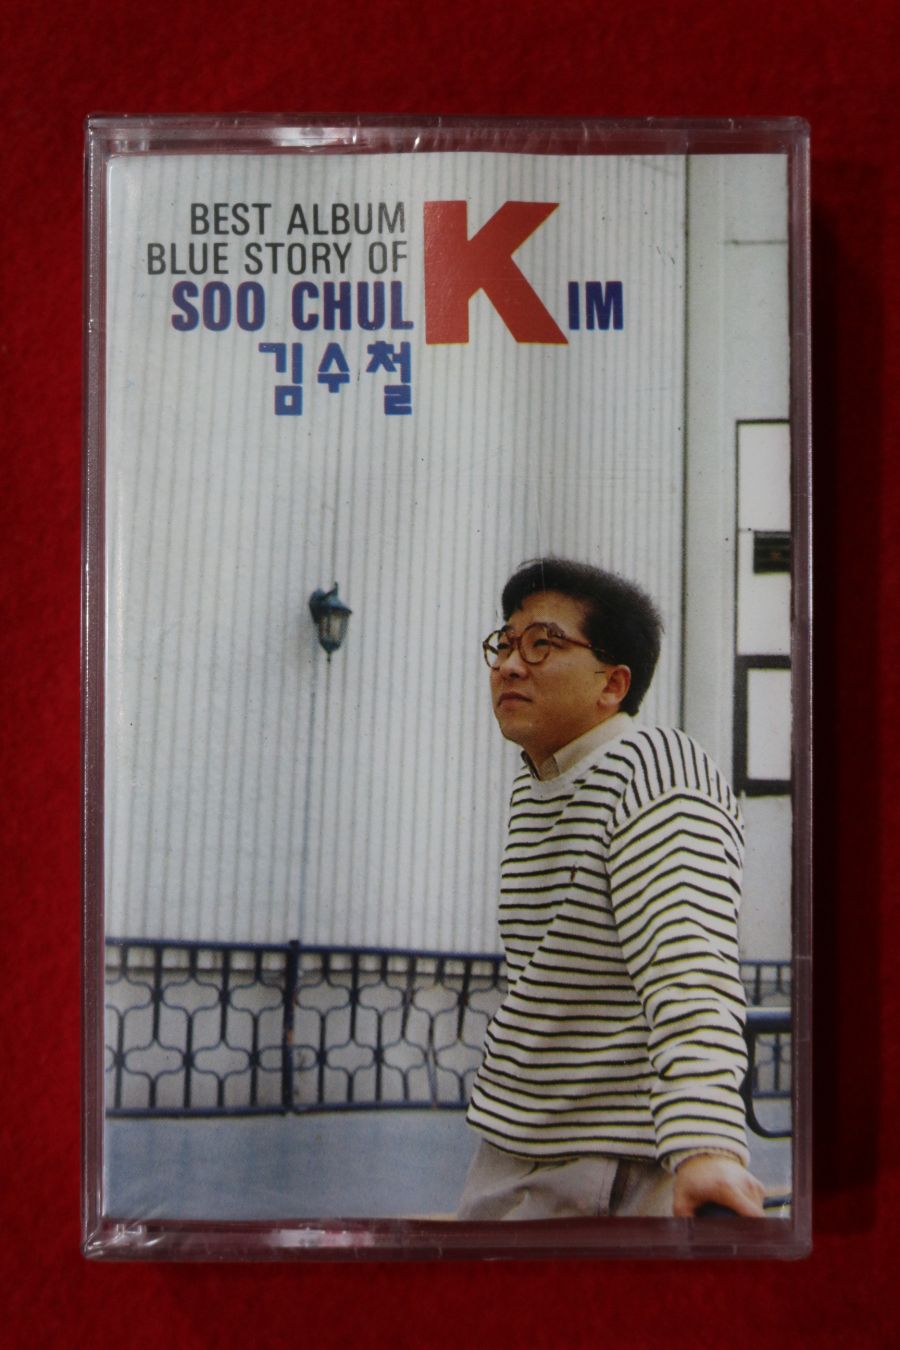 BEST ALBUM
BLUE STORY OF
SOO CHUL KIM
김수철